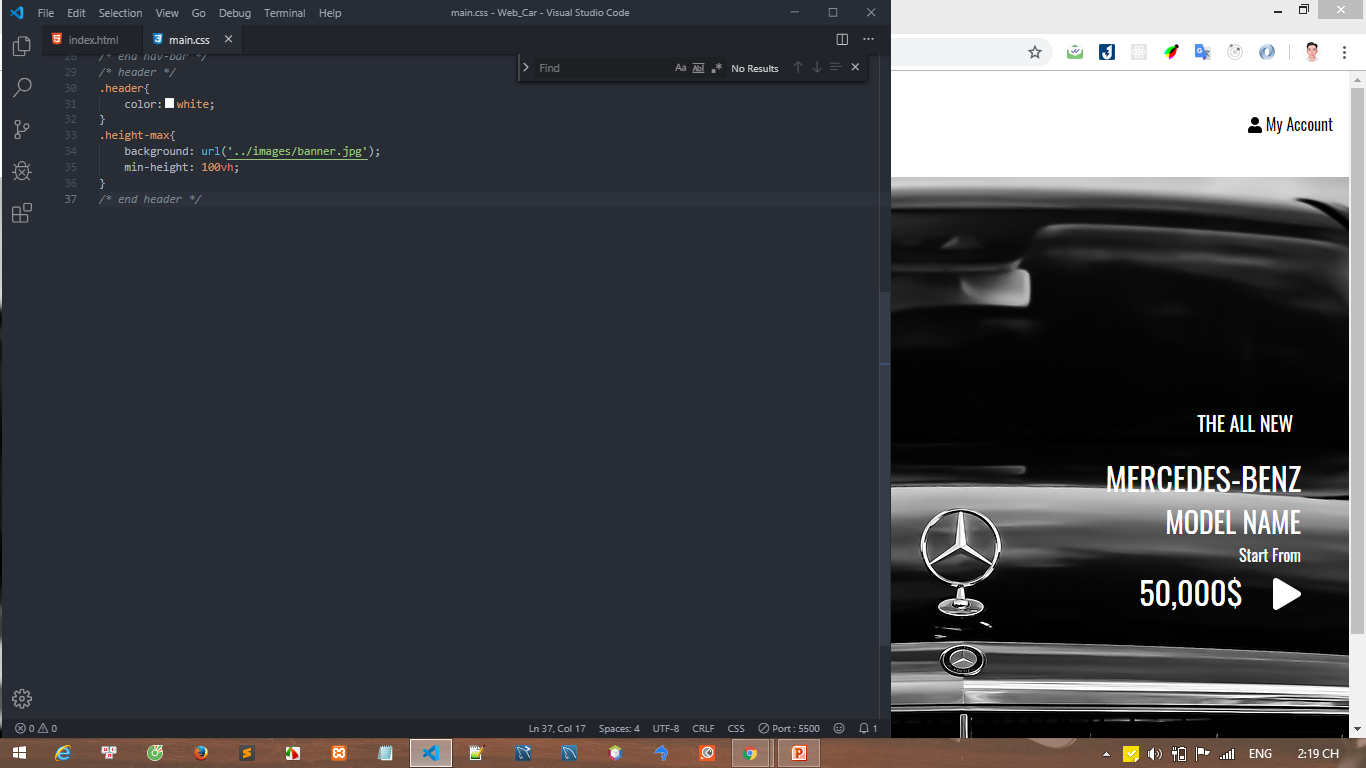 File Edit Selection View Go Debug Terminal Help main.css - Web_Car - Visual Studio Code
index.html main.css
28 /* end nav-bar */
Find Aa Abl .* No Results
29 /* header */
30 .header{
31 color: white;
32 }
33 .height-max{
34 background: url('../images/banner.jpg');
35 min-height: 100vh;
36 }
37 /* end header */
My Account
THE ALL NEW
MERCEDES-BENZ
MODEL NAME
Start From
50,000$
0 0 Ln 37, Col 17 Spaces: 4 UTF-8 CRLF CSS Port : 5500 1
ENG 2:19 CH